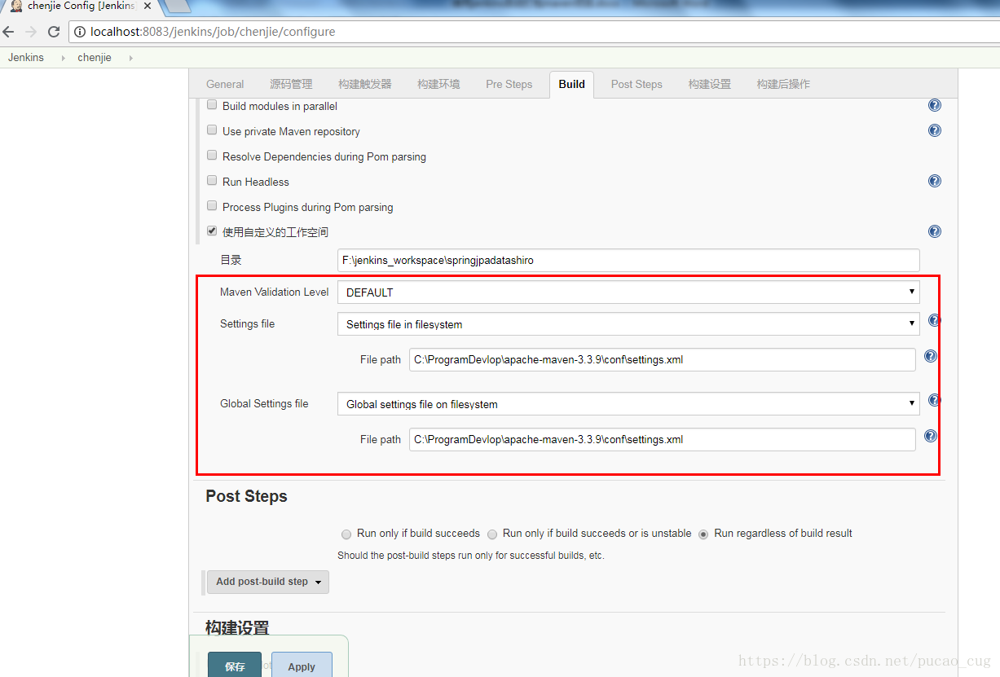 chenjie Config [Jenkins
localhost:8083/jenkins/job/chenjie/configure
Jenkins chenjie
General 源码管理 构建触发器 构建环境 Pre Steps Build Post Steps 构建设置 构建后操作
Build modules in parallel
Use private Maven repository
Resolve Dependencies during Pom parsing
Run Headless
Process Plugins during Pom parsing
使用自定义的工作空间
目录 F:\jenkins_workspace\springjpadatashiro
Maven Validation Level DEFAULT
Settings file Settings file in filesystem
File path C:\ProgramDevlop\apache-maven-3.3.9\conf\settings.xml
Global Settings file Global settings file on filesystem
File path C:\ProgramDevlop\apache-maven-3.3.9\conf\settings.xml
Post Steps
Run only if build succeeds Run only if build succeeds or is unstable Run regardless of build result
Should the post-build steps run only for successful builds, etc.
Add post-build step
构建设置
保存 Apply
https://blog.csdn.net/pucao_cug